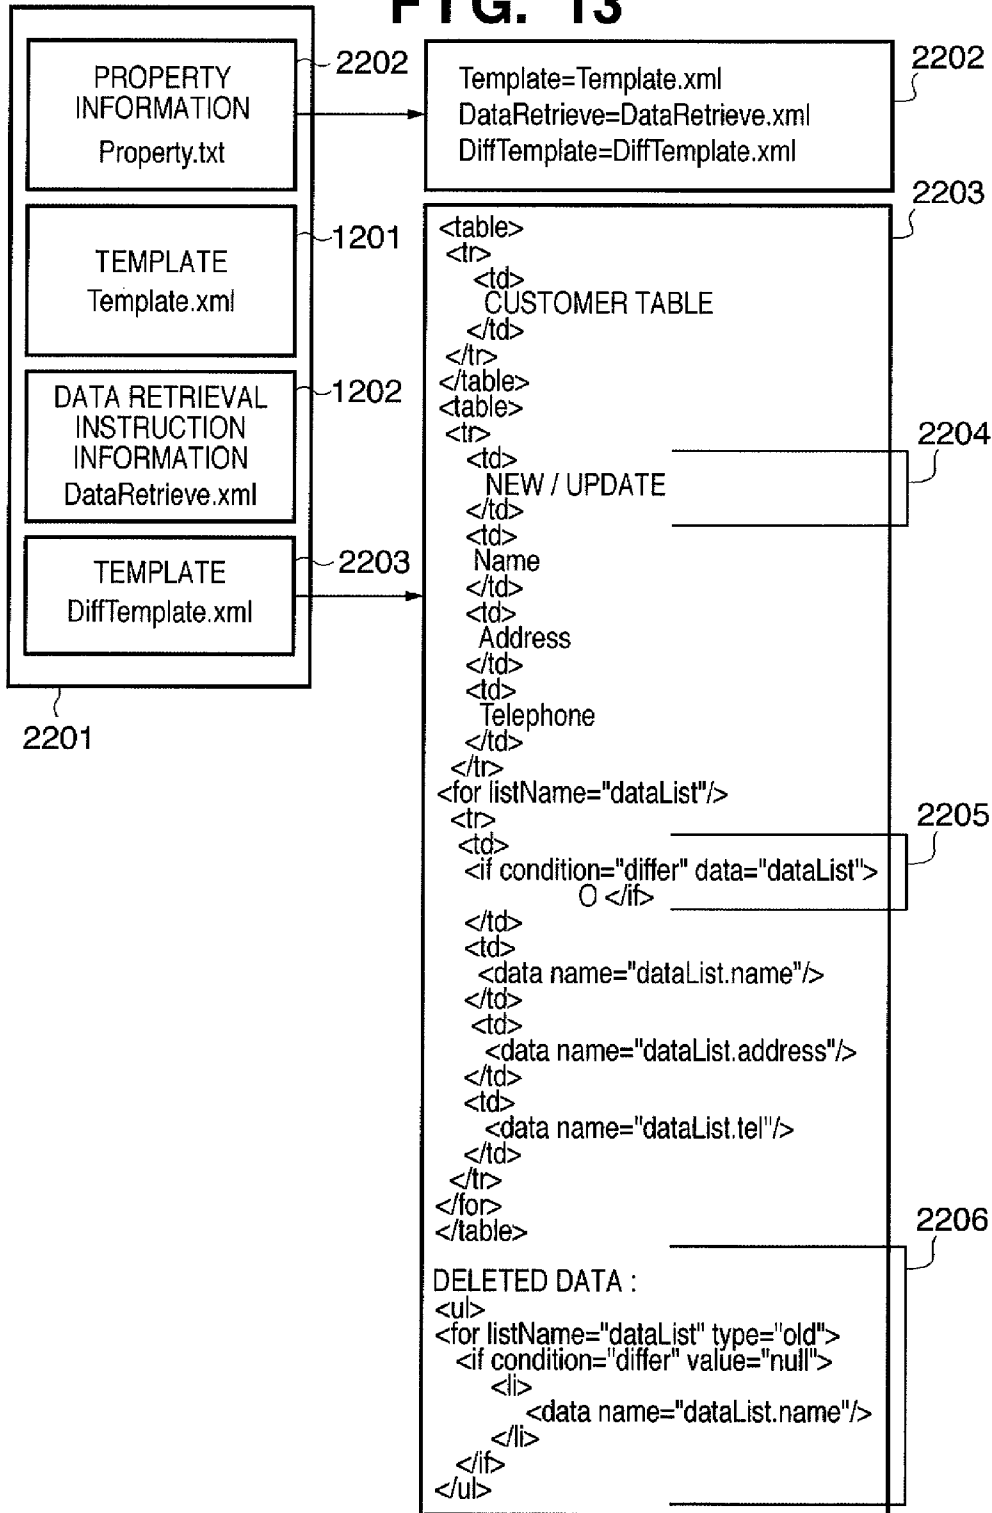 FIG. 13
PROPERTY
INFORMATION
Property.txt
2202
TEMPLATE
Template.xml
1201
DATA RETRIEVAL
INSTRUCTION
INFORMATION
DataRetrieve.xml
1202
TEMPLATE
DiffTemplate.xml
2203
2201
Template=Template.xml
DataRetrieve=DataRetrieve.xml
DiffTemplate=DiffTemplate.xml
2202
2203
<table>
<tr>
<td>
CUSTOMER TABLE
</td>
</tr>
</table>
<table>
<tr>
<td>
NEW / UPDATE
</td>
2204
<td>
Name
</td>
<td>
Address
</td>
<td>
Telephone
</td>
</tr>
<for listName="dataList"/>
<tr>
<td>
<if condition="differ" data="dataList">
O </if>
2205
</td>
<td>
<data name="dataList.name"/>
</td>
<td>
<data name="dataList.address"/>
</td>
<td>
<data name="dataList.tel"/>
</td>
</tr>
</for>
</table>
2206
DELETED DATA :
<ul>
<for listName="dataList" type="old">
<if condition="differ" value="null">
<li>
<data name="dataList.name"/>
</li>
</if>
</ul>